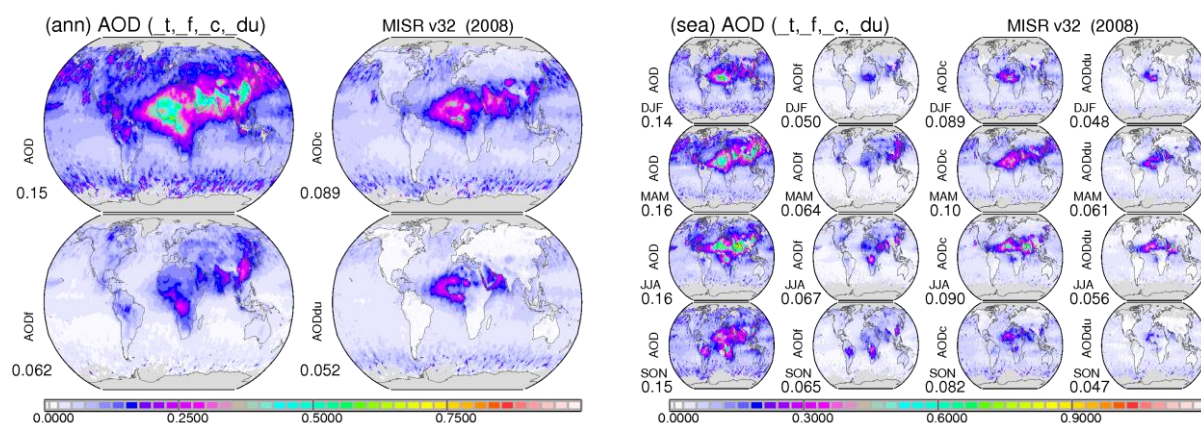 (ann) AOD (_t,_f,_c,_du)
MISR v32 (2008)
AOD
0.15
AODc
0.089
AODf
0.062
AODdu
0.052
0.0000 0.2500 0.5000 0.7500
(sea) AOD (_t,_f,_c,_du)
MISR v32 (2008)
AOD
DJF
0.14
AODf
DJF
0.050
AODc
DJF
0.089
AODdu
DJF
0.048
AOD
MAM
0.16
AODf
MAM
0.064
AODc
MAM
0.10
AODdu
MAM
0.061
AOD
JJA
0.16
AODf
JJA
0.067
AODc
JJA
0.090
AODdu
JJA
0.056
AOD
SON
0.15
AODf
SON
0.065
AODc
SON
0.082
AODdu
SON
0.047
0.0000 0.3000 0.6000 0.9000